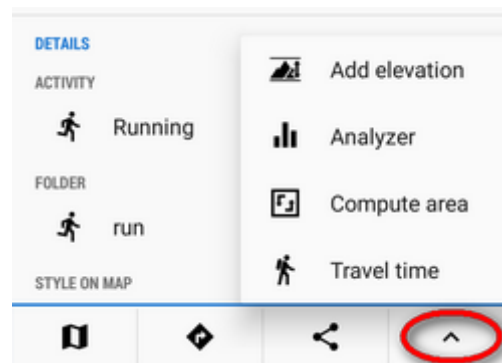 DETAILS
ACTIVITY
Running
FOLDER
run
STYLE ON MAP
Add elevation
Analyzer
Compute area
Travel time